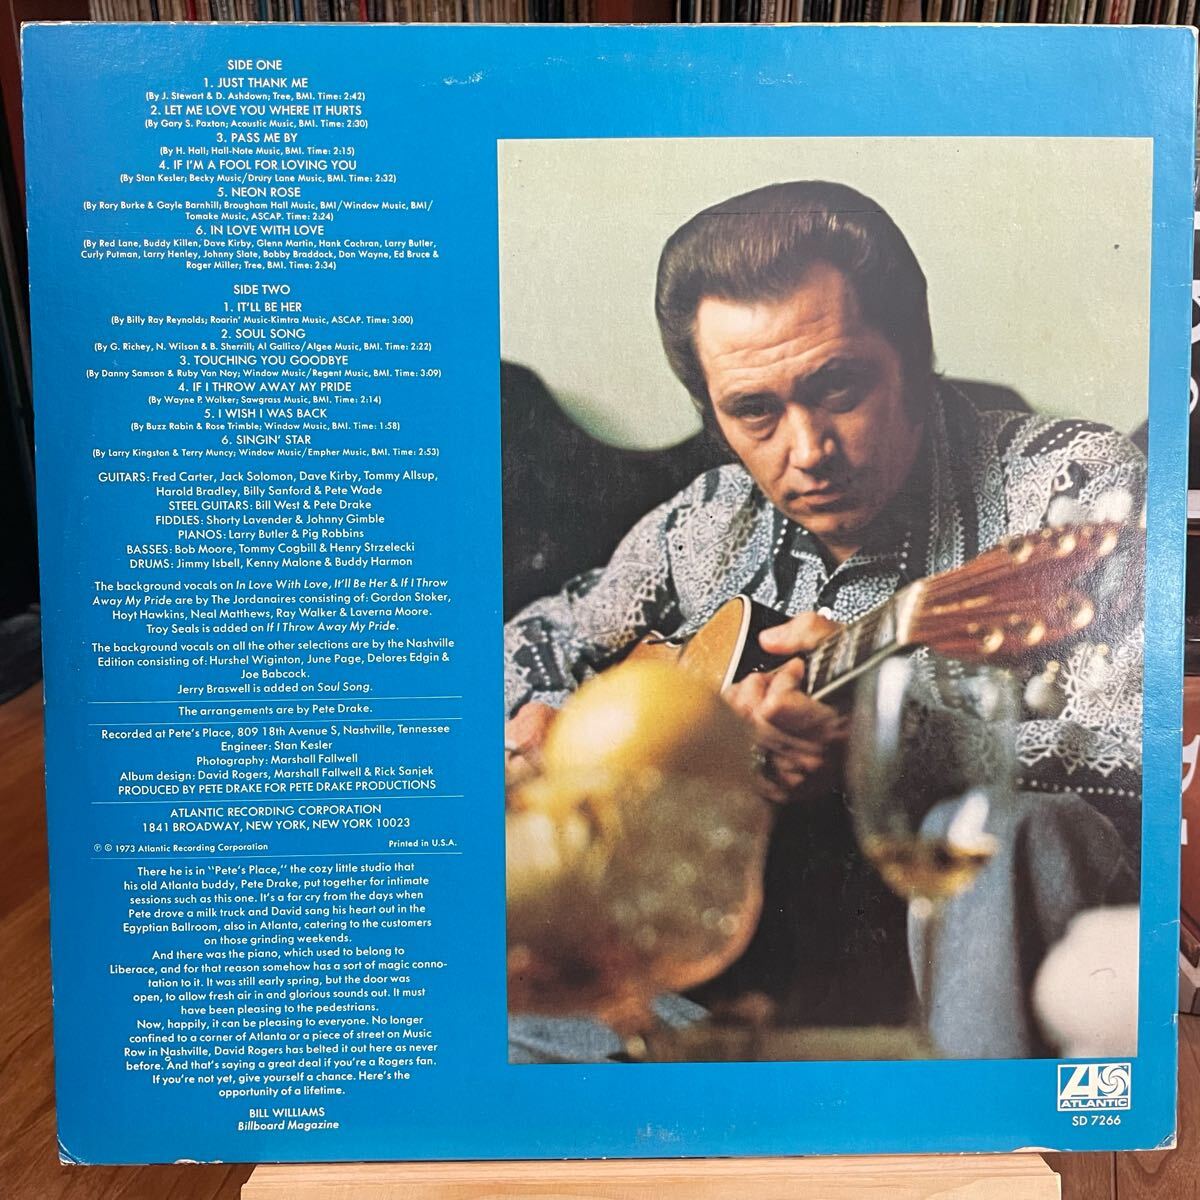 SIDE ONE
1. JUST THANK ME
(By J. Stewart & D. Ashdown; Tree, BMI. Time: 2:42)
2. LET ME LOVE YOU WHERE IT HURTS
(By Gary S. Paxton; Acoustic Music, BMI. Time: 2:30)
3. PASS ME BY
(By H. Hall; Hall-Note Music, BMI. Time: 2:15)
4. IF I'M A FOOL FOR LOVING YOU
(By Stan Kesler; Becky Music/Drury Lane Music, BMI. Time: 2:32)
5. NEON ROSE
(By Rory Burke & Gayle Barnhill; Brougham Hall Music, BMI/Window Music, BMI/
Tomake Music, ASCAP. Time: 2:24)
6. IN LOVE WITH LOVE
(By Red Lane, Buddy Killen, Dave Kirby, Glenn Martin, Hank Cochran, Larry Butler,
Curly Putman, Larry Henley, Johnny Slate, Bobby Braddock, Don Wayne, Ed Bruce &
Roger Miller; Tree, BMI. Time: 2:34)
SIDE TWO
1. IT'LL BE HER
(By Billy Ray Reynolds; Roarin' Music-Kimtra Music, ASCAP. Time: 3:00)
2. SOUL SONG
(By G. Richey, N. Wilson & B. Sherrill; Al Gallico/Algee Music, BMI. Time: 2:22)
3. TOUCHING YOU GOODBYE
(By Danny Samson & Ruby Van Noy; Window Music/Regent Music, BMI. Time: 3:09)
4. IF I THROW AWAY MY PRIDE
(By Wayne P. Walker; Sawgrass Music, BMI. Time: 2:14)
5. I WISH I WAS BACK
(By Buzz Rabin & Rose Trimble; Window Music, BMI. Time: 1:58)
6. SINGIN' STAR
(By Larry Kingston & Terry Muncy; Window Music/Empher Music, BMI. Time: 2:53)
GUITARS: Fred Carter, Jack Solomon, Dave Kirby, Tommy Allsup,
Harold Bradley, Billy Sanford & Pete Wade
STEEL GUITARS: Bill West & Pete Drake
FIDDLES: Shorty Lavender & Johnny Gimble
PIANOS: Larry Butler & Pig Robbins
BASSES: Bob Moore, Tommy Cogbill & Henry Strzelecki
DRUMS: Jimmy Isbell, Kenny Malone & Buddy Harmon
The background vocals on In Love With Love, It'll Be Her & If I Throw
Away My Pride are by The Jordanaires consisting of: Gordon Stoker,
Hoyt Hawkins, Neal Matthews, Ray Walker & Laverna Moore.
Troy Seals is added on If I Throw Away My Pride.
The background vocals on all the other selections are by the Nashville
Edition consisting of: Hurshel Wiginton, June Page, Delores Edgin &
Joe Babcock.
Jerry Braswell is added on Soul Song.
The arrangements are by Pete Drake.
Recorded at Pete's Place, 809 18th Avenue S, Nashville, Tennessee
Engineer: Stan Kesler
Photography: Marshall Fallwell
Album design: David Rogers, Marshall Fallwell & Rick Sanjek
PRODUCED BY PETE DRAKE FOR PETE DRAKE PRODUCTIONS
ATLANTIC RECORDING CORPORATION
1841 BROADWAY, NEW YORK, NEW YORK 10023
℗ © 1973 Atlantic Recording Corporation Printed in U.S.A.
There he is in "Pete's Place," the cozy little studio that
his old Atlanta buddy, Pete Drake, put together for intimate
sessions such as this one. It's a far cry from the days when
Pete drove a milk truck and David sang his heart out in the
Egyptian Ballroom, also in Atlanta, catering to the customers
on those grinding weekends.
And there was the piano, which used to belong to
Liberace, and for that reason somehow has a sort of magic conno-
tation to it. It was still early spring, but the door was
open, to allow fresh air in and glorious sounds out. It must
have been pleasing to the pedestrians.
Now, happily, it can be pleasing to everyone. No longer
confined to a corner of Atlanta or a piece of street on Music
Row in Nashville, David Rogers has belted it out here as never
before. And that's saying a great deal if you're a Rogers fan.
If you're not yet, give yourself a chance. Here's the
opportunity of a lifetime.
BILL WILLIAMS
Billboard Magazine
ATLANTIC
SD 7266